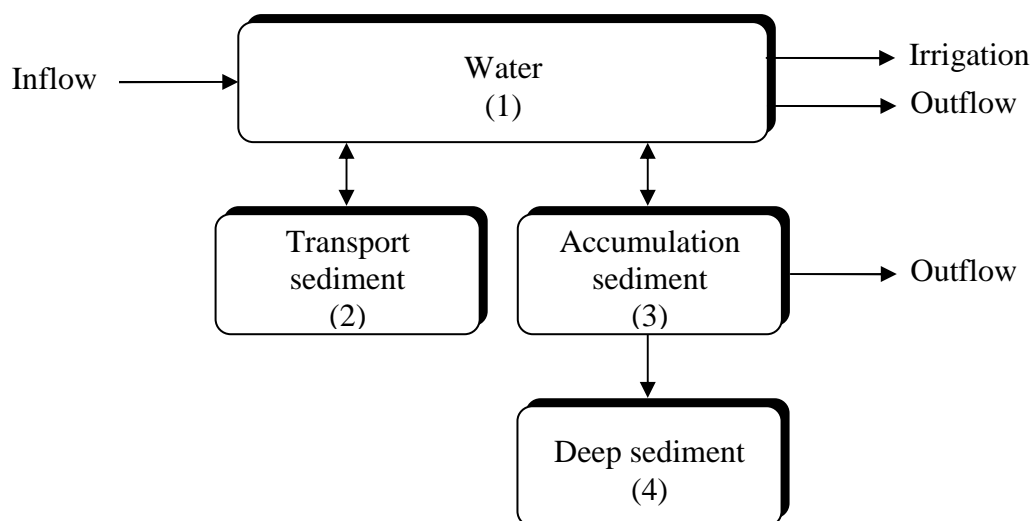 Inflow
Water
(1)
Irrigation
Outflow
Transport
sediment
(2)
Accumulation
sediment
(3)
Outflow
Deep sediment
(4)